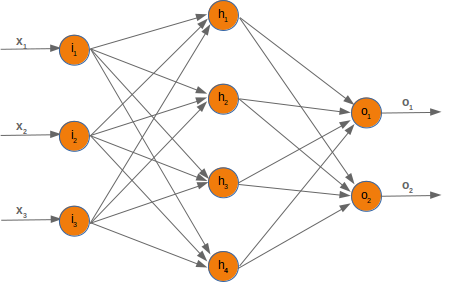 h₁
x₁
i₁
h₂
o₁
o₁
x₂
i₂
h₃
o₂
o₂
x₃
i₃
h₄